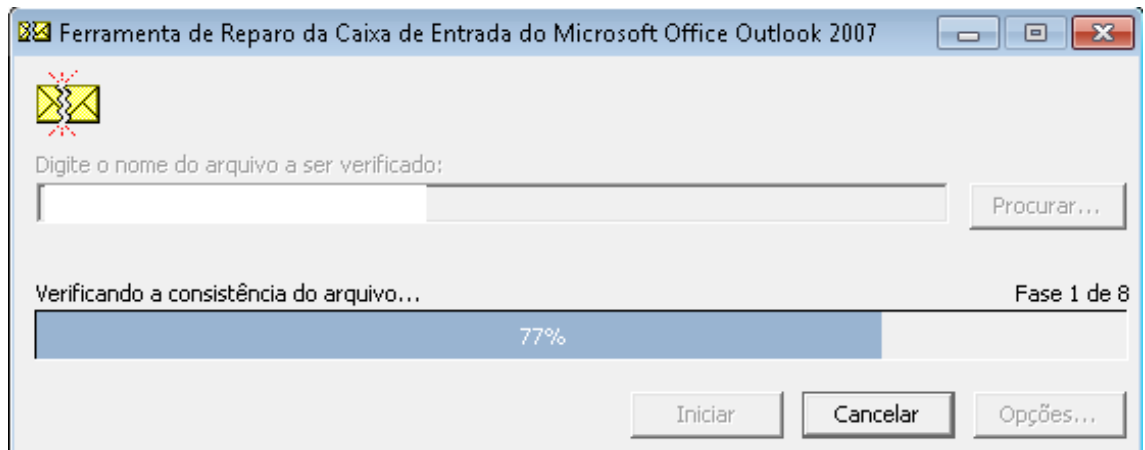 Ferramenta de Reparo da Caixa de Entrada do Microsoft Office Outlook 2007
Digite o nome do arquivo a ser verificado:
Procurar...
Verificando a consistência do arquivo...
Fase 1 de 8
77%
Iniciar
Cancelar
Opções...